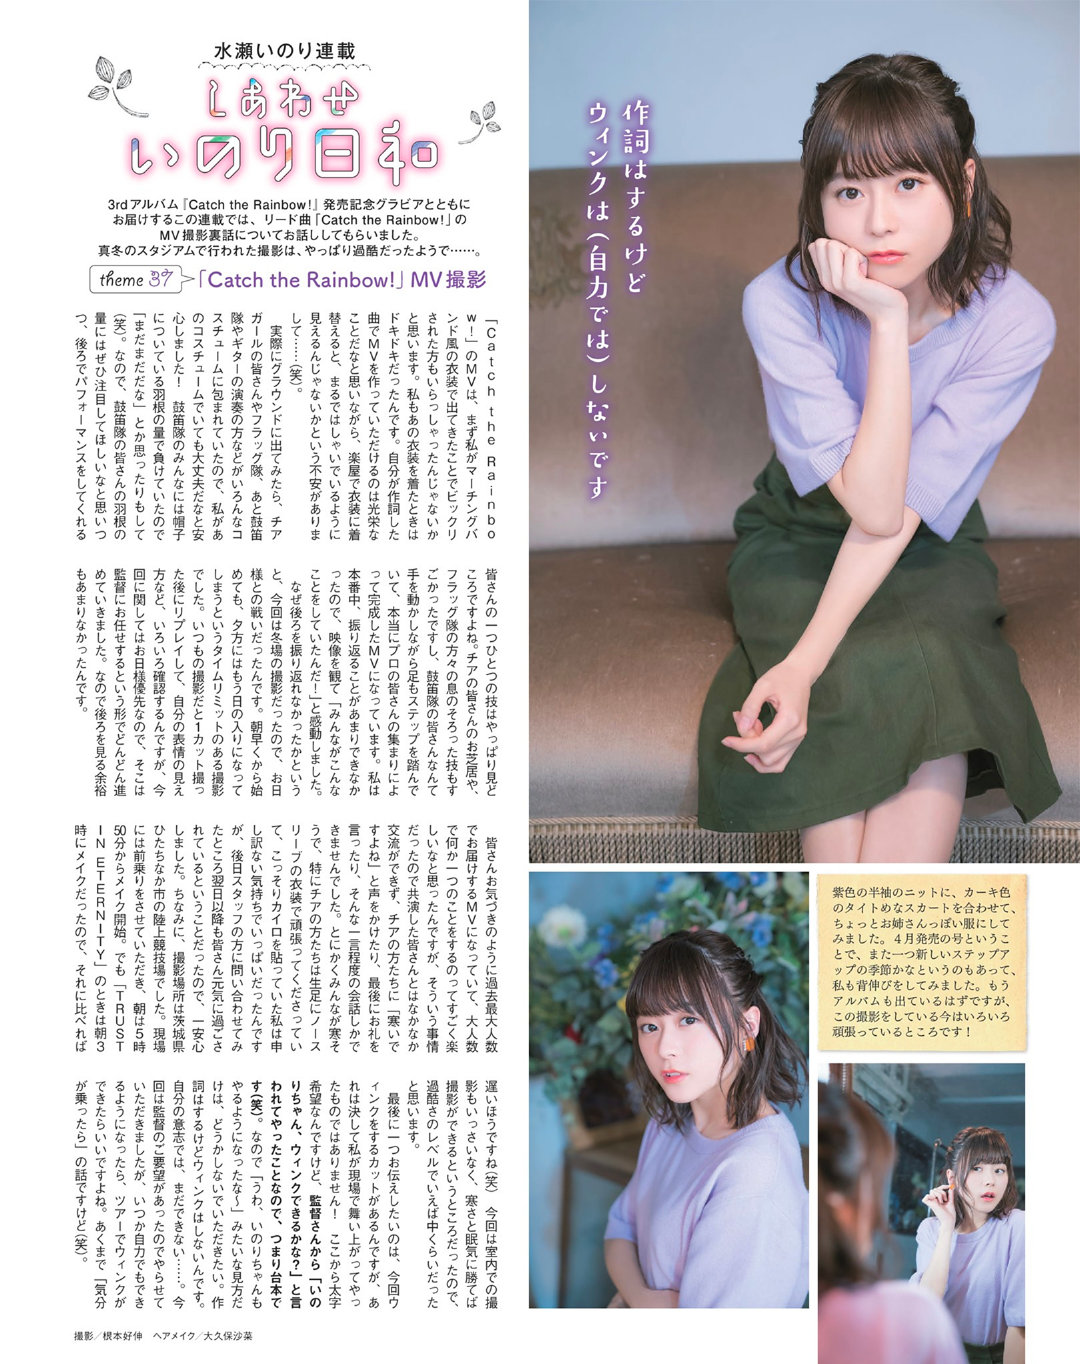 水瀬いのり連載
しあわせ
いのり日和
3rdアルバム『Catch the Rainbow!』発売記念グラビアとともに
お届けするこの連載では、リード曲「Catch the Rainbow!」の
MV撮影裏話についてお話ししてもらいました。
真冬のスタジアムで行われた撮影は、やっぱり過酷だったようで……。
theme 37
「Catch the Rainbow!」MV撮影
作詞はするけど
ウィンクは(自力では)しないです
「Catch the Rainbo
w!」のMVは、まず私がマーチングバ
ンド風の衣装で出てきたことでビックリ
された方もいらっしゃったんじゃないか
と思います。私もあの衣装を着たときは
ドキドキだったんです。自分が作詞した
曲でMVを作っていただけるのは光栄な
ことだなと思いながら、楽屋で衣装に着
替えると、まるではしゃいでいるように
見えるんじゃないかという不安がありま
して……(笑)。
実際にグラウンドに出てみたら、チア
ガールの皆さんやフラッグ隊、あと鼓笛
隊やギターの演奏の方などがいろんなコ
スチュームに包まれていたので、私があ
のコスチュームでいても大丈夫だなと安
心しました！　鼓笛隊のみんなには帽子
についている羽根の量で負けていたので
「まだまだだな」とか思ったりもして
(笑)。なので、鼓笛隊の皆さんの羽根の
量にはぜひ注目してほしいなと思いつ
つ、後ろでパフォーマンスをしてくれる
皆さんの一つひとつの技はやっぱり見ど
ころですよね。チアの皆さんのお芝居や、
フラッグ隊の方々の息のそろった技もす
ごかったですし、鼓笛隊の皆さんなんて
手を動かしながら足もステップを踏んで
いて、本当にプロの皆さんの集まりによ
って完成したMVになっています。私は
本番中、振り返ることがあまりできなか
ったので、映像を観て「みんながこんな
ことをしていたんだ！」と感動しました。
なぜ後ろを振り返れなかったかという
と、今回は冬場の撮影だったので、お日
様との戦いだったんです。朝早くから始
めても、夕方にはもう日の入りになって
しまうというタイムリミットのある撮影
でした。いつもの撮影だと1カット撮っ
た後にリプレイして、自分の表情の見え
方など、いろいろ確認するんですが、今
回に関してはお日様優先なので、そこは
監督にお任せするという形でどんどん進
めていきました。なので後ろを見る余裕
もあまりなかったんです。
皆さんお気づきのように過去最大人数
でお届けするMVになっていて、大人数
で何か一つのことをするのってすごく楽
しいなと思ったんですが、そういう事情
だったので共演した皆さんとはなかなか
交流ができず、チアの方たちに「寒いで
すよね」と声をかけたり、最後にお礼を
言ったり、そんな一言程度の会話しかで
きませんでした。とにかくみんなが寒そ
うで、特にチアの方たちは生足にノース
リーブの衣装で頑張ってくださってい
て、こっそりカイロを貼っていた私は申
し訳ない気持ちでいっぱいだったんです
が、後日スタッフの方に問い合わせてみ
たところ翌日以降も皆さん元気に過ごさ
れているということだったので、一安心
しました。ちなみに、撮影場所は茨城県
ひたちなか市の陸上競技場でした。現場
には前乗りをさせていただき、朝は5時
50分からメイク開始。でも「TRUST
IN ETERNITY」のときは朝3
時にメイクだったので、それに比べれば
遅いほうですね(笑) 今回は室内での撮
影もいっさいなく、寒さと眠気に勝てば
撮影ができるというところだったので、
過酷さのレベルでいえば中くらいだった
と思います。
最後に一つお伝えしたいのは、今回ウ
ィンクをするカットがあるんですが、あ
れは決して私が現場で舞い上がってやっ
たものではありません！　ここから太字
希望なんですけど、監督さんから「いの
りちゃん、ウィンクできるかな？」と言
われてやったことなので、つまり台本で
す(笑)。なので「うわ、いのりちゃんも
やるようになったな〜」みたいな見方だ
けは、どうかしないでいただきたい。作
詞はするけどウィンクはしないんです。
自分の意志では、まだできない……。今
回は監督のご要望があったのでやらせて
いただきましたが、いつか自力でもでき
るようになったら、ツアーでウィンクが
できたらいいですよね。あくまで「気分
が乗ったら」の話ですけど(笑)。
紫色の半袖のニットに、カーキ色
のタイトめなスカートを合わせて、
ちょっとお姉さんっぽい服にして
みました。4月発売の号というこ
とで、また一つ新しいステップア
ップの季節かなというのもあって、
私も背伸びをしてみました。もう
アルバムも出ているはずですが、
この撮影をしている今はいろいろ
頑張っているところです！
撮影／根本好伸　ヘアメイク／大久保沙菜